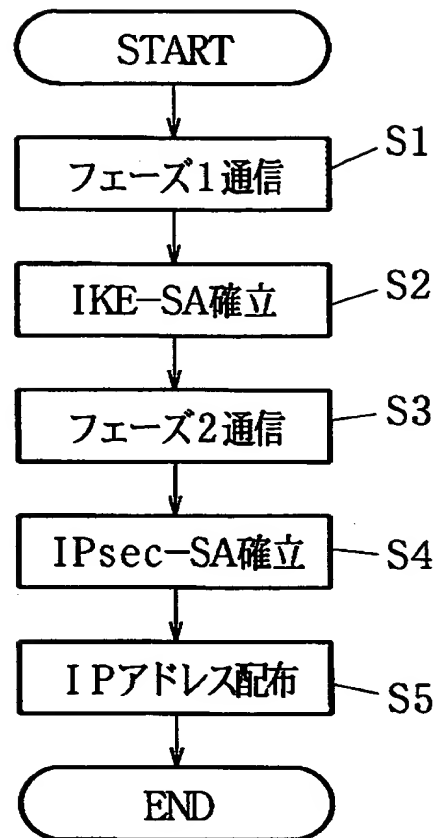 START
フェーズ1通信
S1
IKE-SA確立
S2
フェーズ2通信
S3
IPsec-SA確立
S4
IPアドレス配布
S5
END